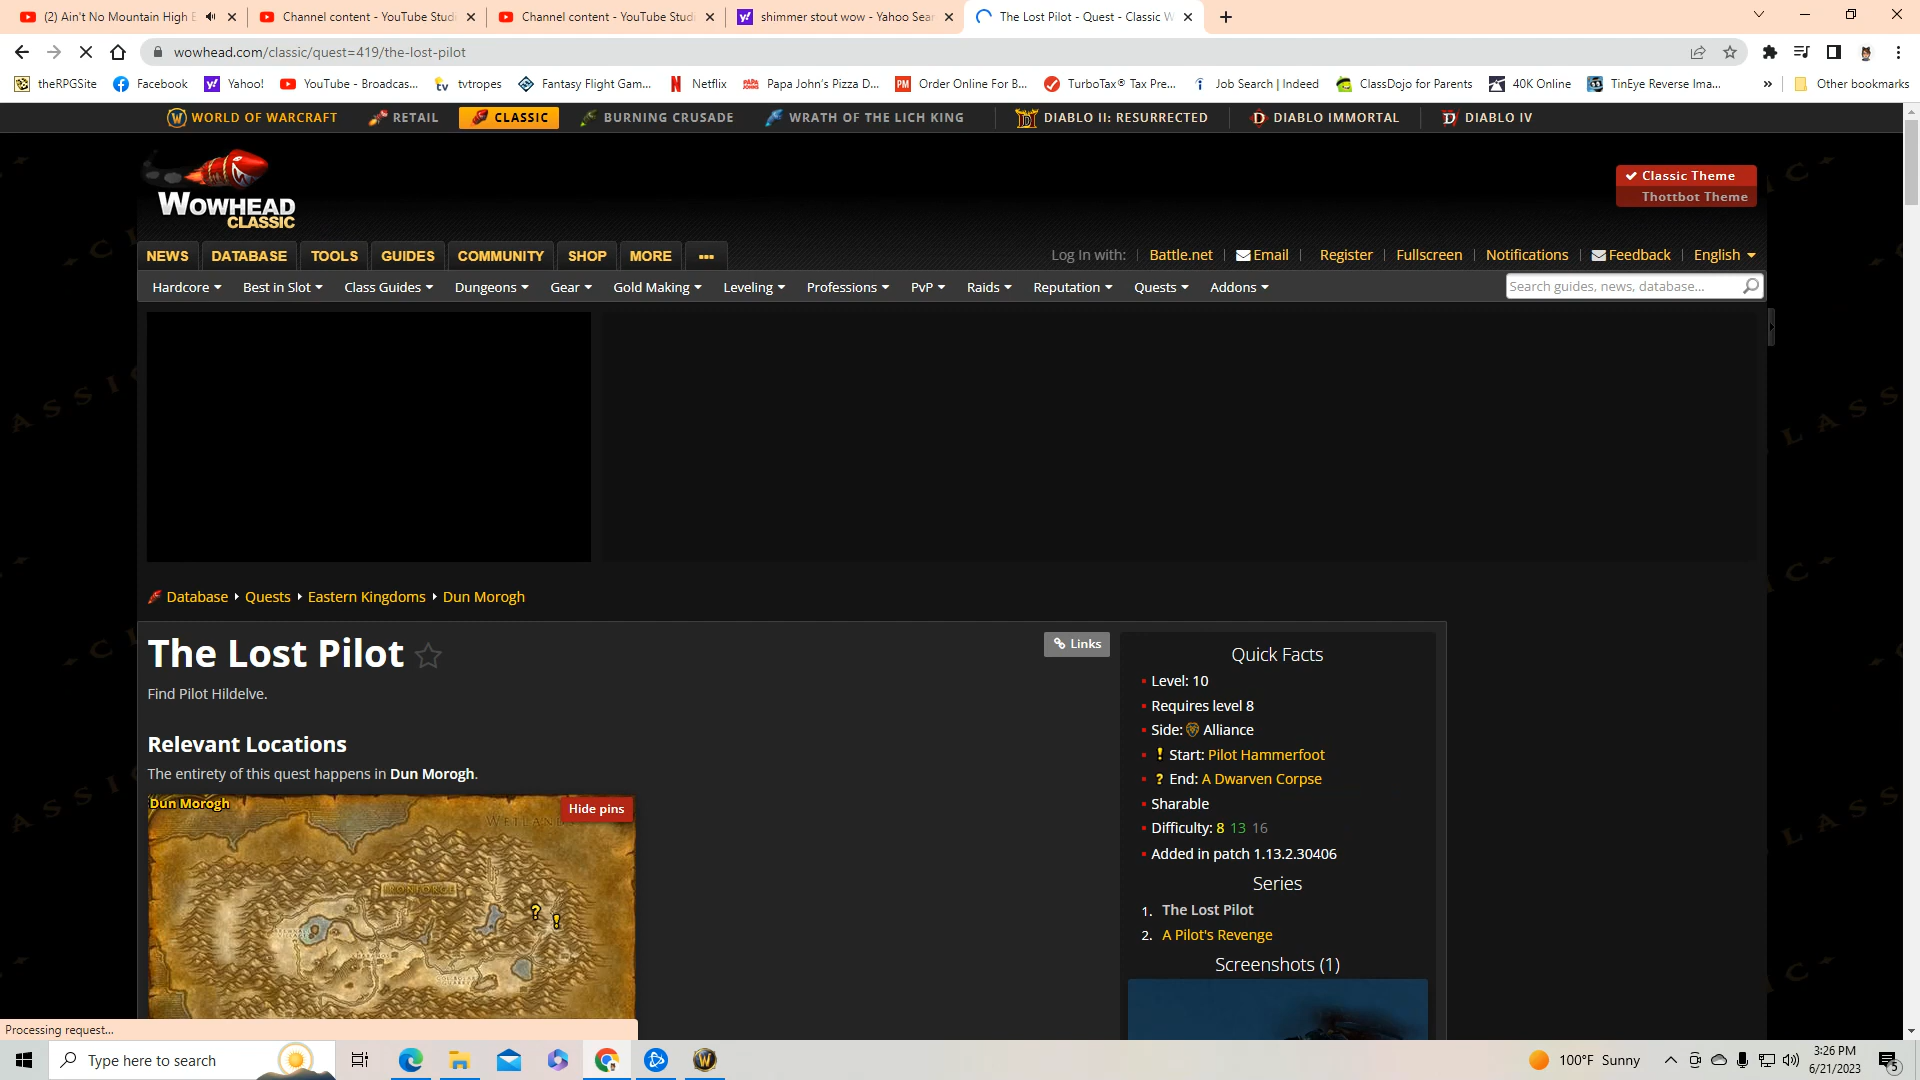 (2) Ain't No Mountain High E
Channel content - YouTube Studi
Channel content - YouTube Studi
shimmer stout wow - Yahoo Sear
The Lost Pilot - Quest - Classic W
wowhead.com/classic/quest=419/the-lost-pilot
theRPGSite Facebook Yahoo! YouTube - Broadcas... tvtropes Fantasy Flight Gam... Netflix Papa John's Pizza D... Order Online For B... TurboTax® Tax Pre... Job Search | Indeed ClassDojo for Parents 40K Online TinEye Reverse Ima... » Other bookmarks
WORLD OF WARCRAFT RETAIL CLASSIC BURNING CRUSADE WRATH OF THE LICH KING DIABLO II: RESURRECTED DIABLO IMMORTAL DIABLO IV
WOWHEAD
CLASSIC
Classic Theme
Thottbot Theme
NEWS DATABASE TOOLS GUIDES COMMUNITY SHOP MORE ...
Log In with: Battle.net Email Register Fullscreen Notifications Feedback English
Hardcore Best in Slot Class Guides Dungeons Gear Gold Making Leveling Professions PvP Raids Reputation Quests Addons
Search guides, news, database...
Database Quests Eastern Kingdoms Dun Morogh
The Lost Pilot
Links
Find Pilot Hildelve.
Relevant Locations
The entirety of this quest happens in Dun Morogh.
Dun Morogh
Hide pins
IRONFORGE
Quick Facts
Level: 10
Requires level 8
Side: Alliance
! Start: Pilot Hammerfoot
? End: A Dwarven Corpse
Sharable
Difficulty: 8 13 16
Added in patch 1.13.2.30406
Series
1. The Lost Pilot
2. A Pilot's Revenge
Screenshots (1)
Processing request...
Type here to search
100°F Sunny
3:26 PM
6/21/2023
5